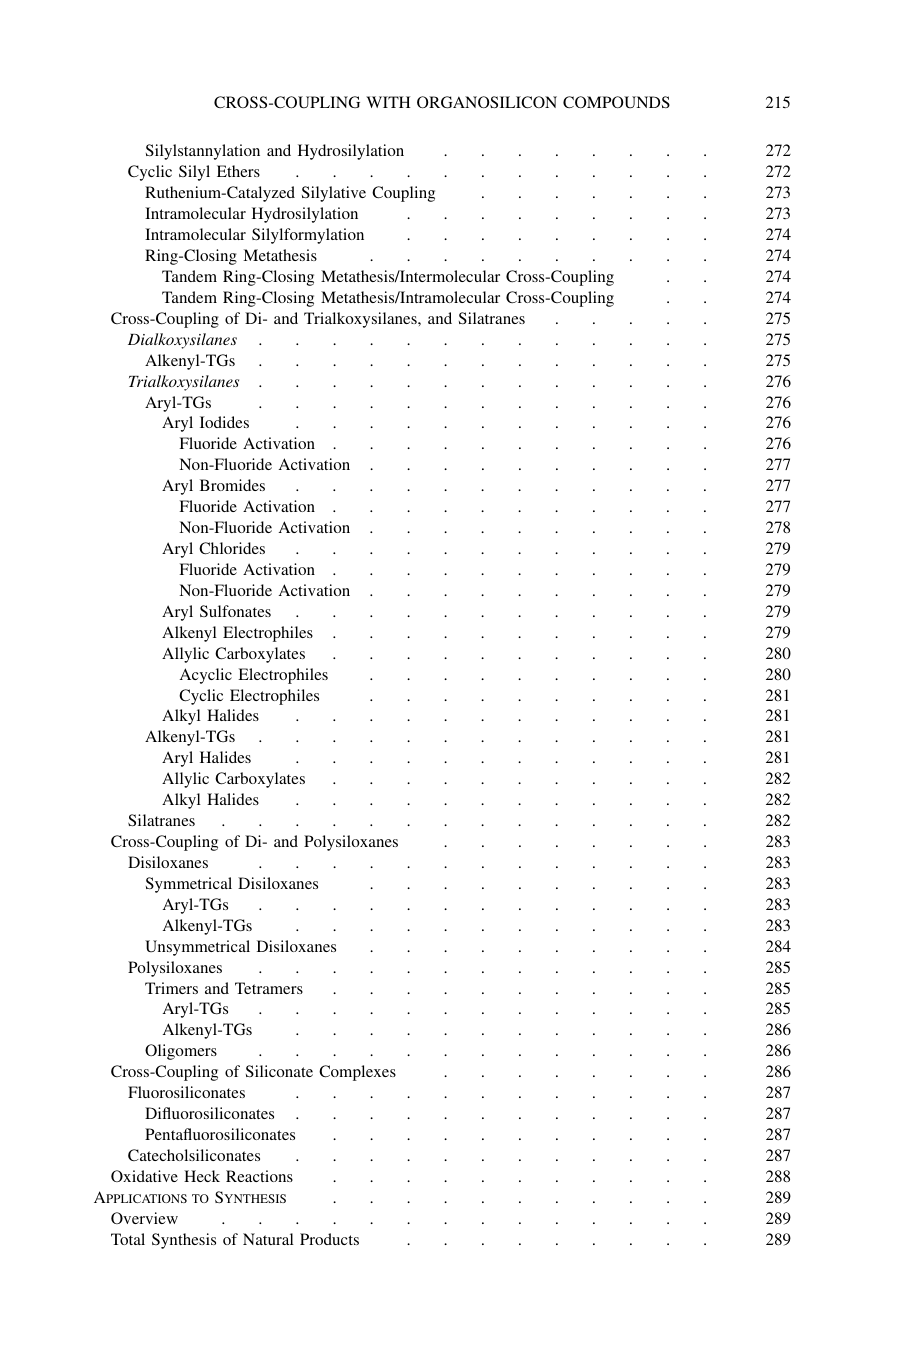 CROSS-COUPLING WITH ORGANOSILICON COMPOUNDS 215
Silylstannylation and Hydrosilylation . . . . . . . . 272
Cyclic Silyl Ethers . . . . . . . . . . . . 272
Ruthenium-Catalyzed Silylative Coupling . . . . . . . 273
Intramolecular Hydrosilylation . . . . . . . . . 273
Intramolecular Silylformylation . . . . . . . . . 274
Ring-Closing Metathesis . . . . . . . . . . 274
Tandem Ring-Closing Metathesis/Intermolecular Cross-Coupling . . 274
Tandem Ring-Closing Metathesis/Intramolecular Cross-Coupling . . 274
Cross-Coupling of Di- and Trialkoxysilanes, and Silatranes . . . . . 275
Dialkoxysilanes . . . . . . . . . . . . . 275
Alkenyl-TGs . . . . . . . . . . . . . 275
Trialkoxysilanes . . . . . . . . . . . . . 276
Aryl-TGs . . . . . . . . . . . . . 276
Aryl Iodides . . . . . . . . . . . . 276
Fluoride Activation . . . . . . . . . . . 276
Non-Fluoride Activation . . . . . . . . . . 277
Aryl Bromides . . . . . . . . . . . . 277
Fluoride Activation . . . . . . . . . . . 277
Non-Fluoride Activation . . . . . . . . . . 278
Aryl Chlorides . . . . . . . . . . . . 279
Fluoride Activation . . . . . . . . . . . 279
Non-Fluoride Activation . . . . . . . . . . 279
Aryl Sulfonates . . . . . . . . . . . . 279
Alkenyl Electrophiles . . . . . . . . . . . 279
Allylic Carboxylates . . . . . . . . . . . 280
Acyclic Electrophiles . . . . . . . . . . 280
Cyclic Electrophiles . . . . . . . . . . 281
Alkyl Halides . . . . . . . . . . . . 281
Alkenyl-TGs . . . . . . . . . . . . . 281
Aryl Halides . . . . . . . . . . . . 281
Allylic Carboxylates . . . . . . . . . . . 282
Alkyl Halides . . . . . . . . . . . . 282
Silatranes . . . . . . . . . . . . . . 282
Cross-Coupling of Di- and Polysiloxanes . . . . . . . . 283
Disiloxanes . . . . . . . . . . . . . 283
Symmetrical Disiloxanes . . . . . . . . . . 283
Aryl-TGs . . . . . . . . . . . . . 283
Alkenyl-TGs . . . . . . . . . . . . 283
Unsymmetrical Disiloxanes . . . . . . . . . . 284
Polysiloxanes . . . . . . . . . . . . . 285
Trimers and Tetramers . . . . . . . . . . . 285
Aryl-TGs . . . . . . . . . . . . . 285
Alkenyl-TGs . . . . . . . . . . . . 286
Oligomers . . . . . . . . . . . . . 286
Cross-Coupling of Siliconate Complexes . . . . . . . . 286
Fluorosiliconates . . . . . . . . . . . . 287
Difluorosiliconates . . . . . . . . . . . . 287
Pentafluorosiliconates . . . . . . . . . . . 287
Catecholsiliconates . . . . . . . . . . . . 287
Oxidative Heck Reactions . . . . . . . . . . . 288
APPLICATIONS TO SYNTHESIS . . . . . . . . . . . 289
Overview . . . . . . . . . . . . . . 289
Total Synthesis of Natural Products . . . . . . . . . 289